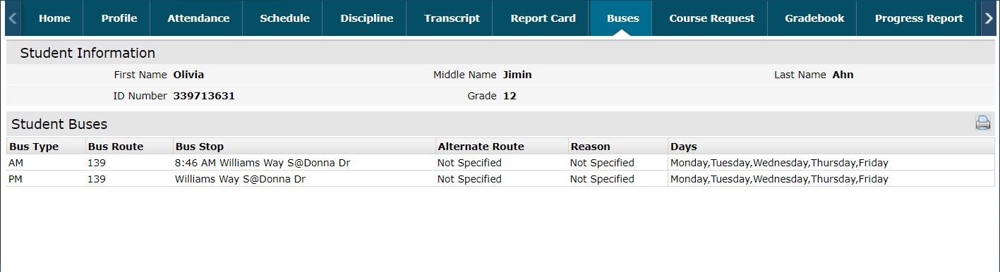 Home Profile Attendance Schedule Discipline Transcript Report Card Buses Course Request Gradebook Progress Report
Student Information
First Name Olivia Middle Name Jimin Last Name Ahn
ID Number 339713631 Grade 12
Student Buses
Bus Type Bus Route Bus Stop Alternate Route Reason Days
AM 139 8:46 AM Williams Way S@Donna Dr Not Specified Not Specified Monday,Tuesday,Wednesday,Thursday,Friday
PM 139 Williams Way S@Donna Dr Not Specified Not Specified Monday,Tuesday,Wednesday,Thursday,Friday